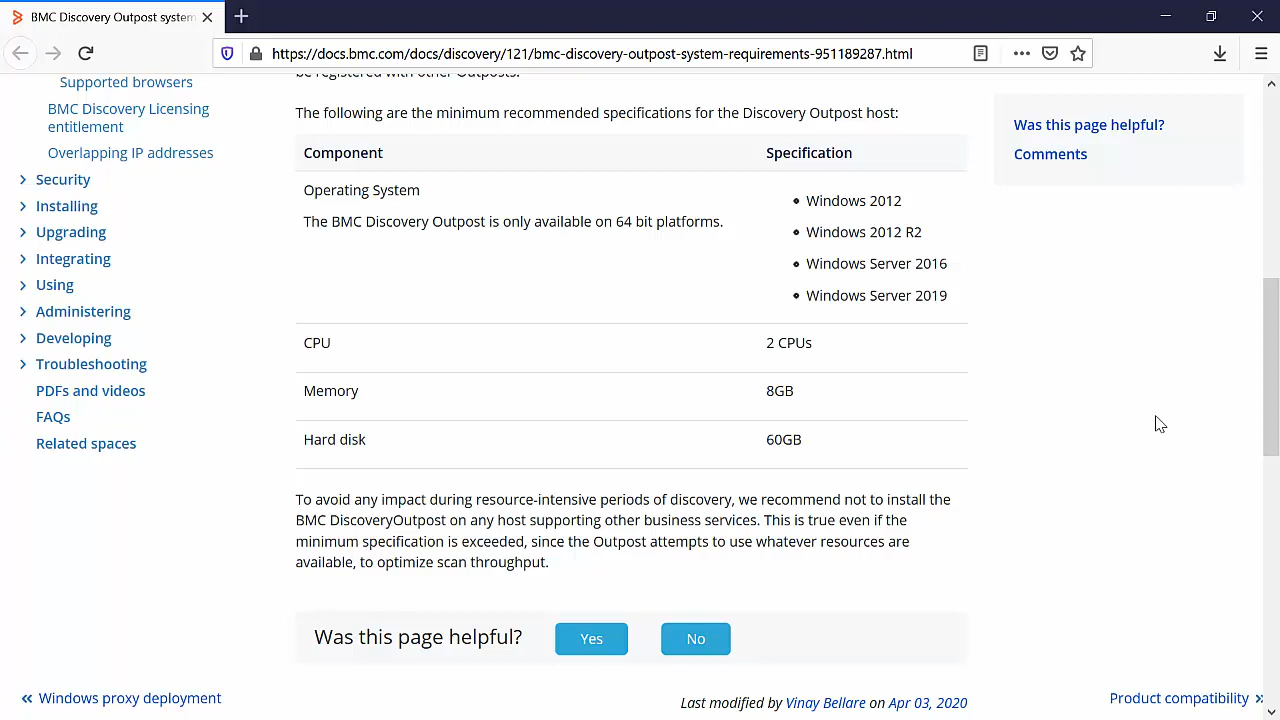 BMC Discovery Outpost system
https://docs.bmc.com/docs/discovery/121/bmc-discovery-outpost-system-requirements-951189287.html
Supported browsers
BMC Discovery Licensing
entitlement
Overlapping IP addresses
Security
Installing
Upgrading
Integrating
Using
Administering
Developing
Troubleshooting
PDFs and videos
FAQs
Related spaces
be registered with other Outposts.
The following are the minimum recommended specifications for the Discovery Outpost host:
Component Specification
Operating System
The BMC Discovery Outpost is only available on 64 bit platforms.
Windows 2012
Windows 2012 R2
Windows Server 2016
Windows Server 2019
CPU 2 CPUs
Memory 8GB
Hard disk 60GB
To avoid any impact during resource-intensive periods of discovery, we recommend not to install the
BMC DiscoveryOutpost on any host supporting other business services. This is true even if the
minimum specification is exceeded, since the Outpost attempts to use whatever resources are
available, to optimize scan throughput.
Was this page helpful? Yes No
« Windows proxy deployment
Last modified by Vinay Bellare on Apr 03, 2020
Product compatibility »
Was this page helpful?
Comments